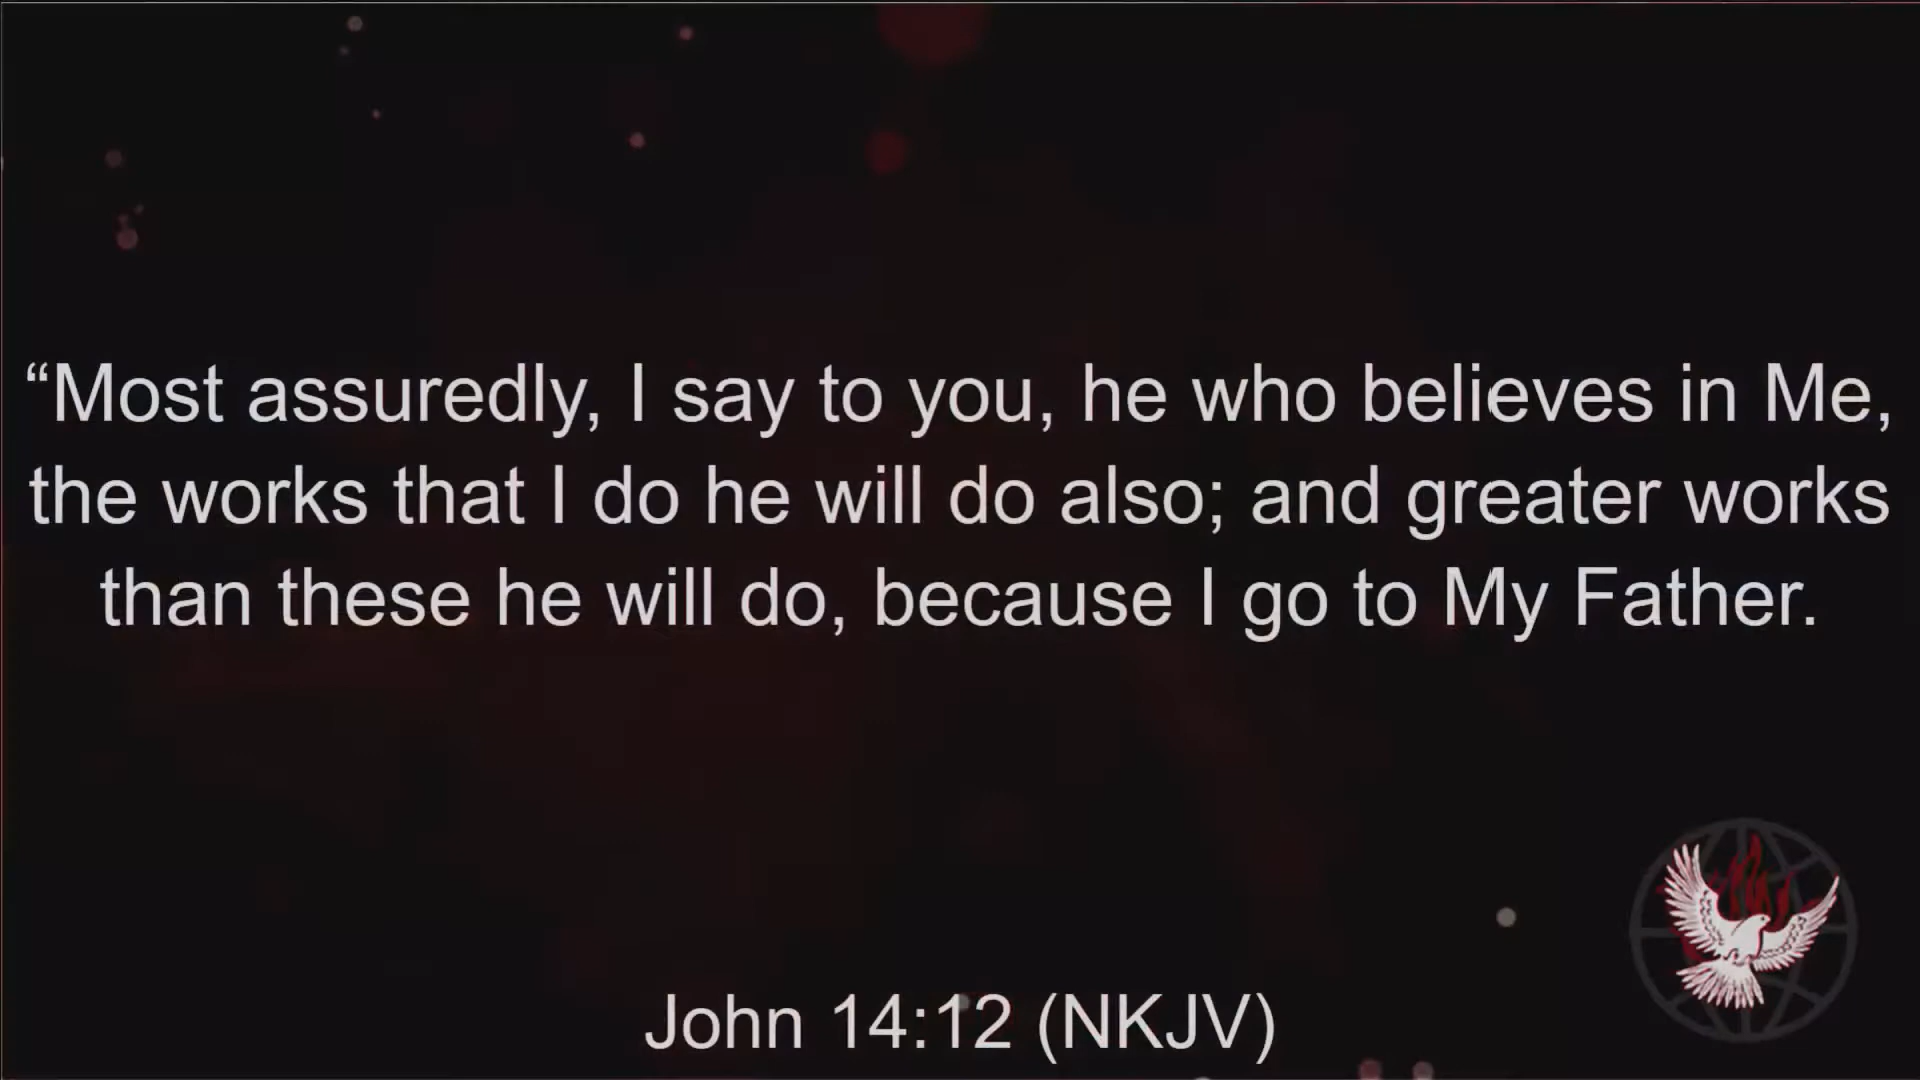 “Most assuredly, I say to you, he who believes in Me,
the works that I do he will do also; and greater works
than these he will do, because I go to My Father.
John 14:12 (NKJV)